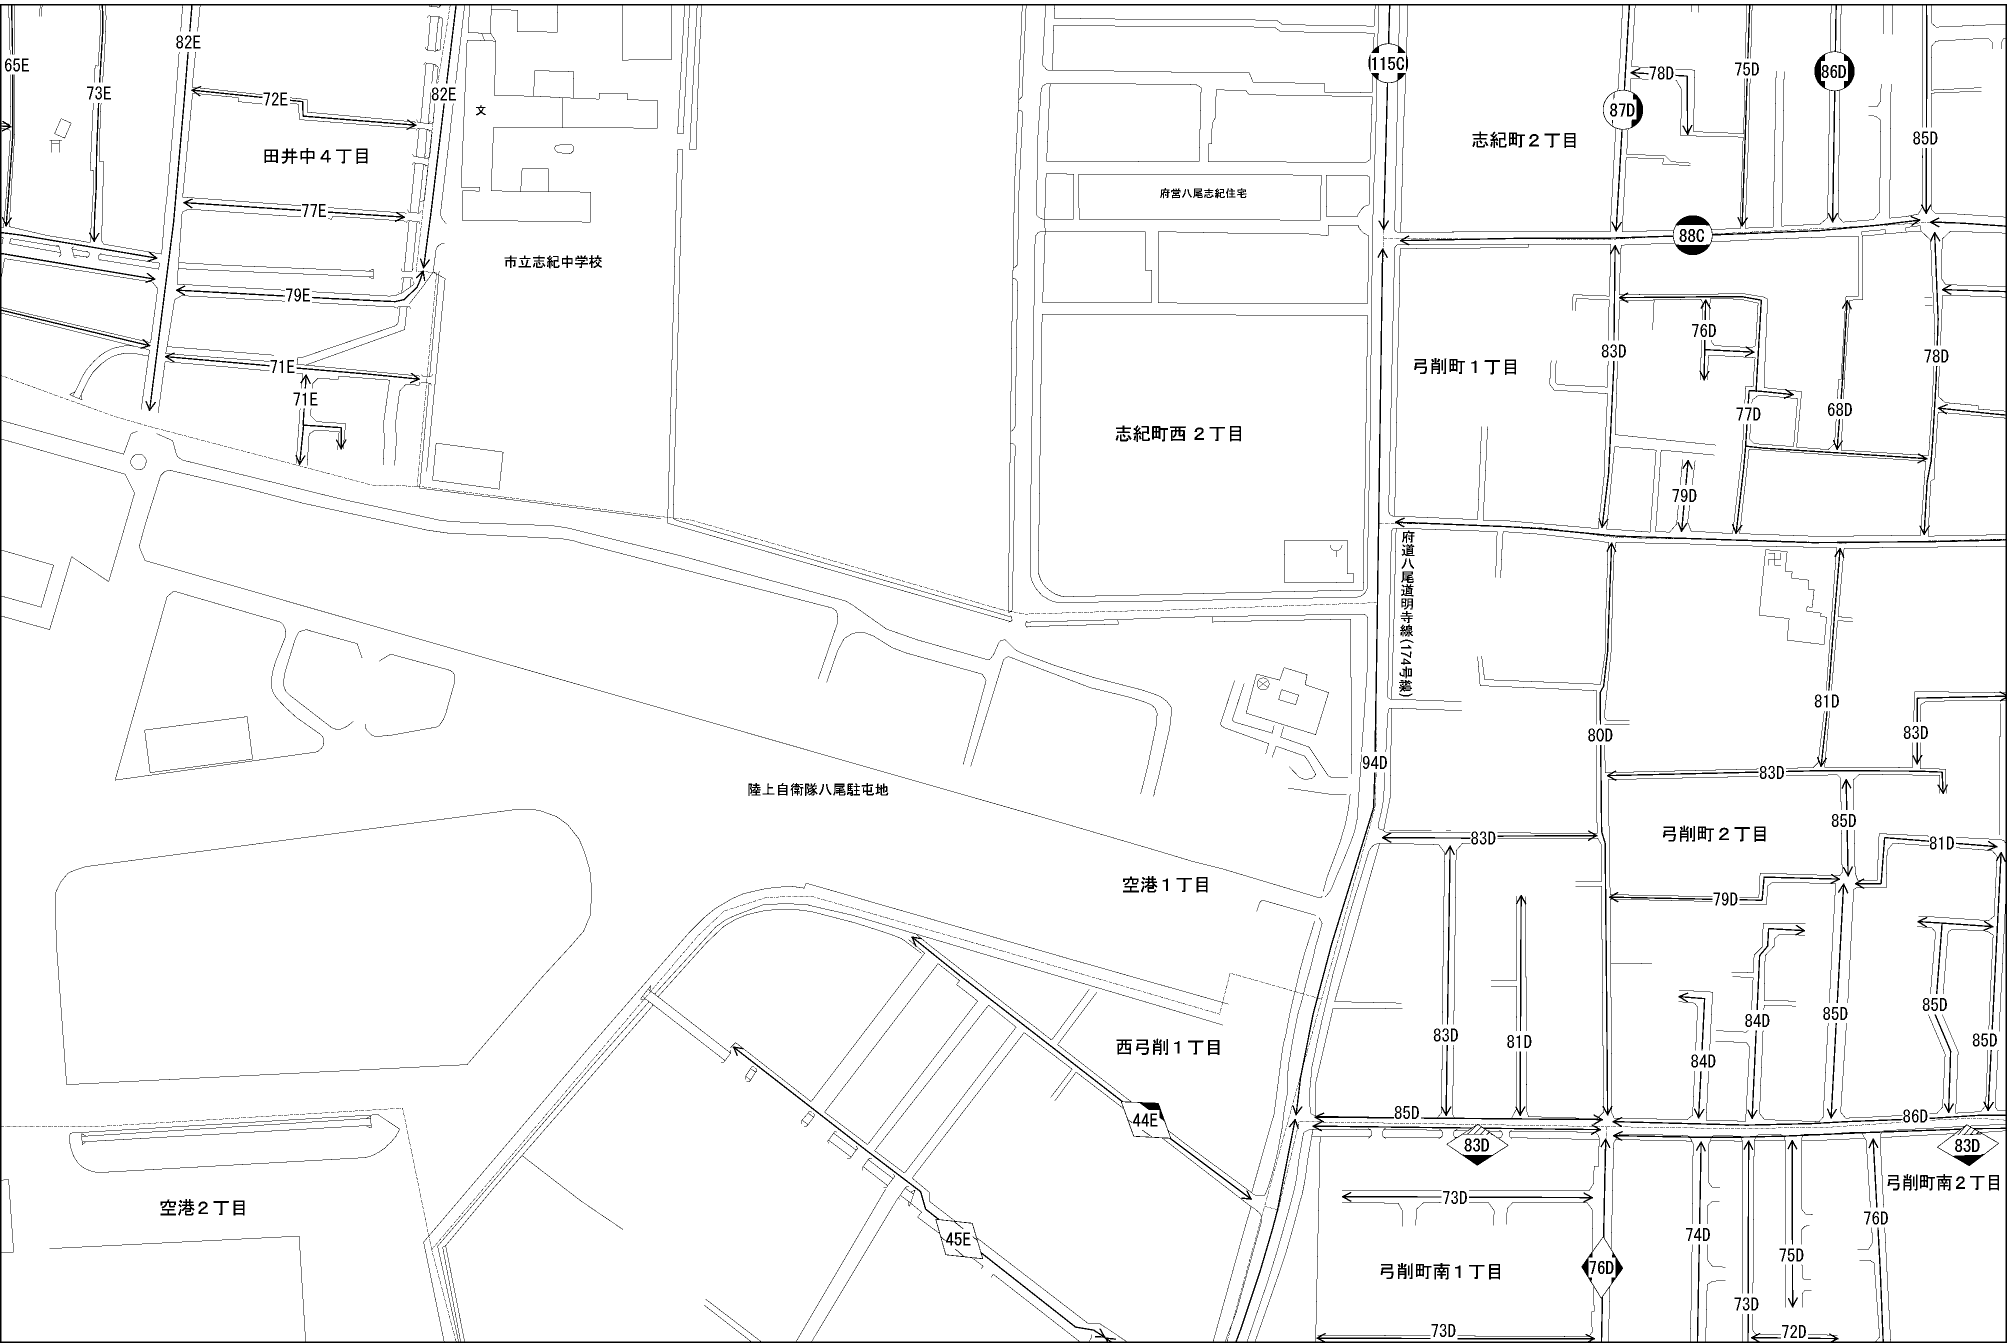 65E
73E
82E
72E
82E
文
田井中４丁目
77E
市立志紀中学校
79E
71E
71E
府営八尾志紀住宅
志紀町西２丁目
115C
87D
78D
75D
86D
85D
志紀町２丁目
88C
弓削町１丁目
83D
76D
77D
68D
78D
79D
府道八尾道明寺線(174号線)
94D
80D
81D
83D
83D
弓削町２丁目
85D
81D
83D
79D
陸上自衛隊八尾駐屯地
空港１丁目
83D
81D
84D
84D
85D
85D
85D
西弓削１丁目
44E
45E
空港２丁目
85D
83D
86D
83D
弓削町南２丁目
73D
76D
74D
75D
76D
弓削町南１丁目
73D
73D
72D